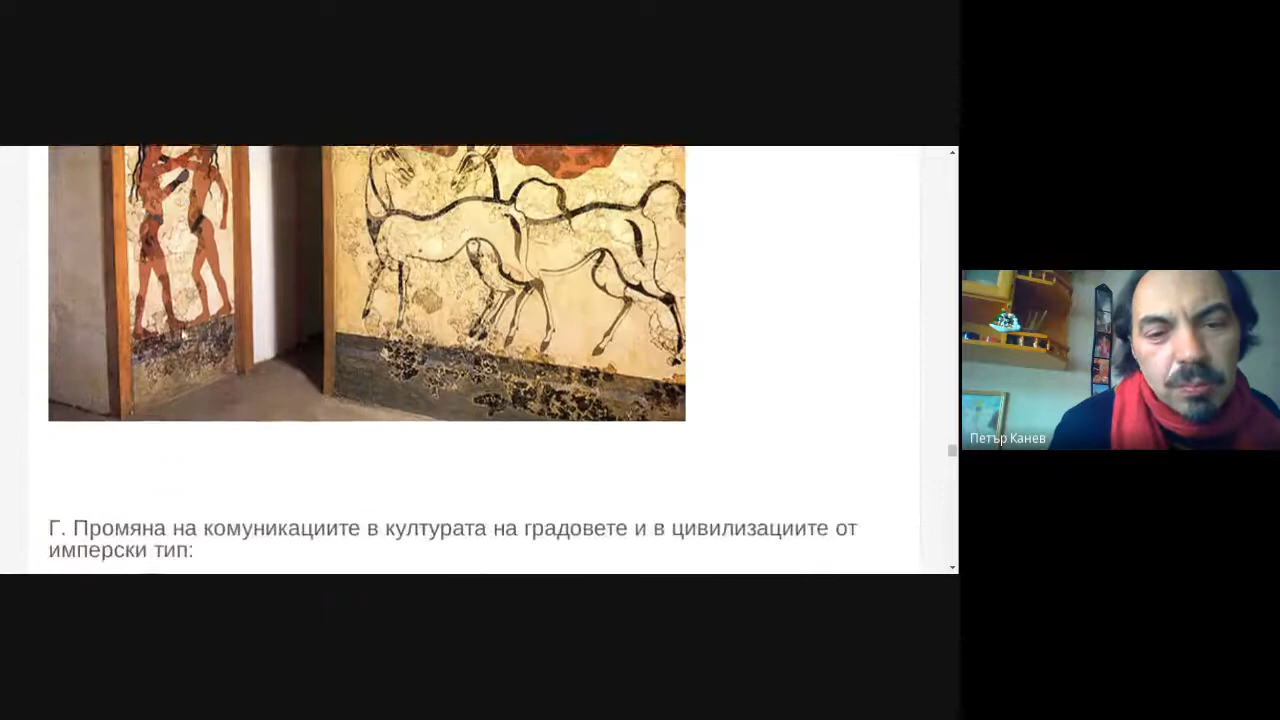 Г. Промяна на комуникациите в културата на градовете и в цивилизациите от
имперски тип:
Петър Канев